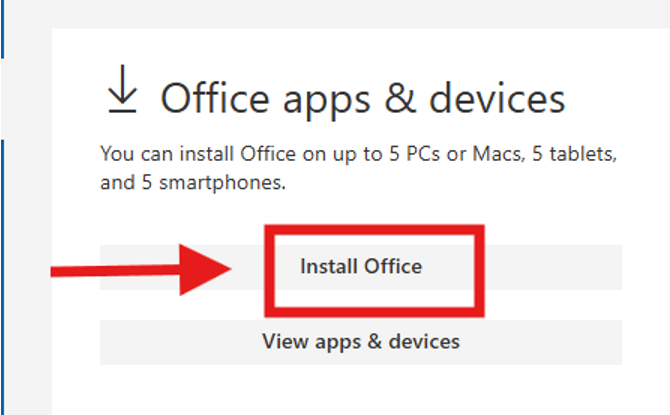 Office apps & devices
You can install Office on up to 5 PCs or Macs, 5 tablets,
and 5 smartphones.
Install Office
View apps & devices